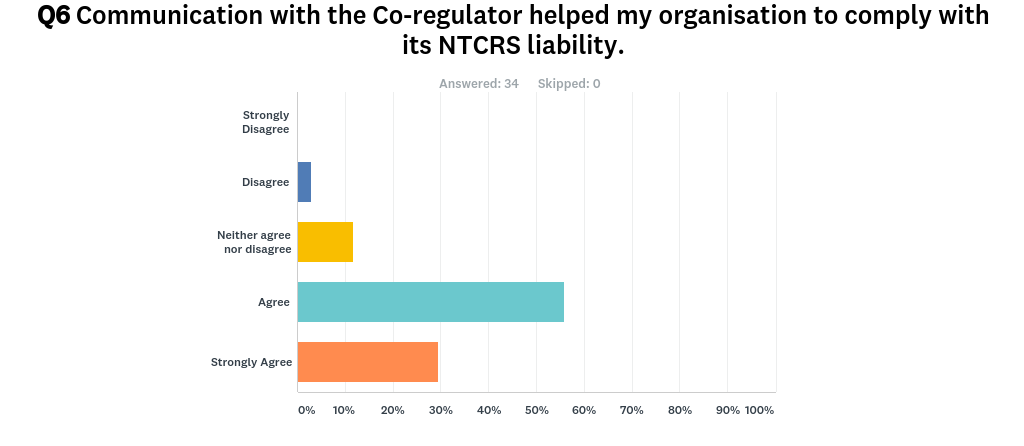 Q6 Communication with the Co-regulator helped my organisation to comply with
its NTCRS liability.
Answered: 34 Skipped: 0
Strongly
Disagree
Disagree
Neither agree
nor disagree
Agree
Strongly Agree
0% 10% 20% 30% 40% 50% 60% 70% 80% 90% 100%